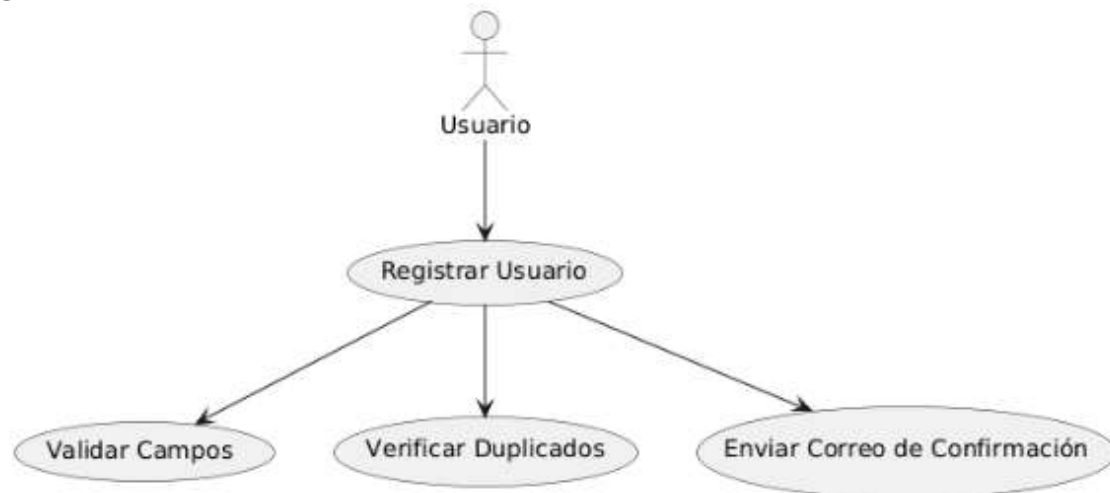 Usuario
Registrar Usuario
Validar Campos
Verificar Duplicados
Enviar Correo de Confirmación